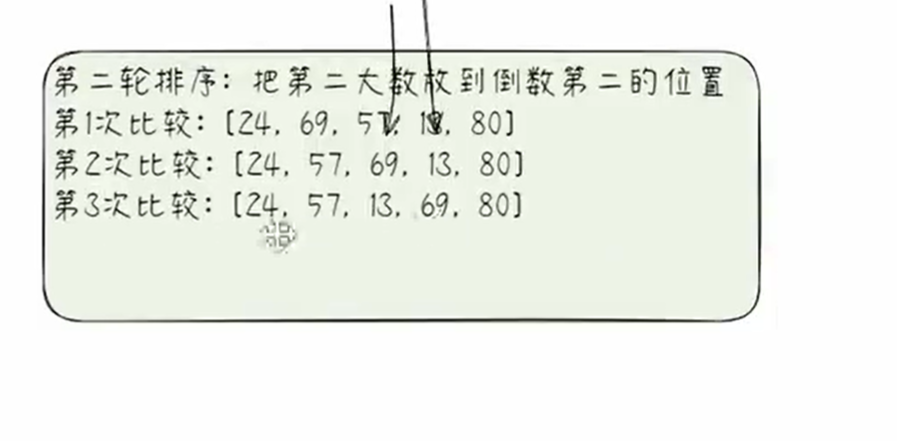 第二轮排序: 把第二大数放到倒数第二的位置
第1次比较: [24, 69, 57, 13, 80]
第2次比较: [24, 57, 69, 13, 80]
第3次比较: [24, 57, 13, 69, 80]